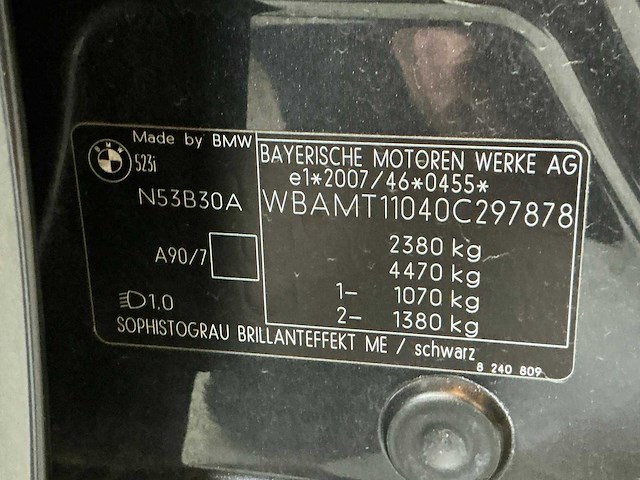 Made by BMW
BMW
523i
N53B30A
A90/7
1.0
BAYERISCHE MOTOREN WERKE AG
e1*2007/46*0455*
WBAMT11040C297878
2380 kg
4470 kg
1- 1070 kg
2- 1380 kg
SOPHISTOGRAU BRILLANTEFFEKT ME / schwarz
8 240 809